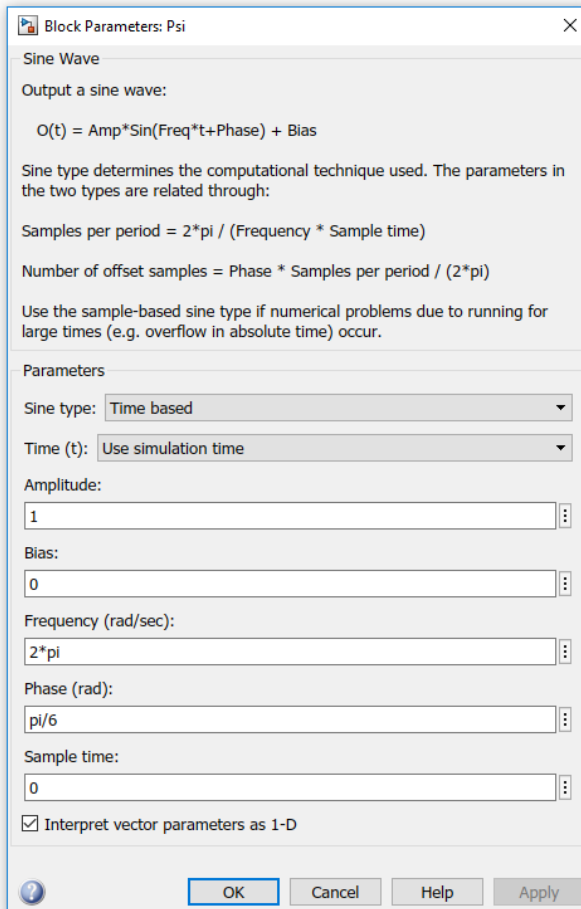 Block Parameters: Psi
Sine Wave
Output a sine wave:
O(t) = Amp*Sin(Freq*t+Phase) + Bias
Sine type determines the computational technique used. The parameters in
the two types are related through:
Samples per period = 2*pi / (Frequency * Sample time)
Number of offset samples = Phase * Samples per period / (2*pi)
Use the sample-based sine type if numerical problems due to running for
large times (e.g. overflow in absolute time) occur.
Parameters
Sine type: Time based
Time (t): Use simulation time
Amplitude:
1
Bias:
0
Frequency (rad/sec):
2*pi
Phase (rad):
pi/6
Sample time:
0
Interpret vector parameters as 1-D
OK Cancel Help Apply